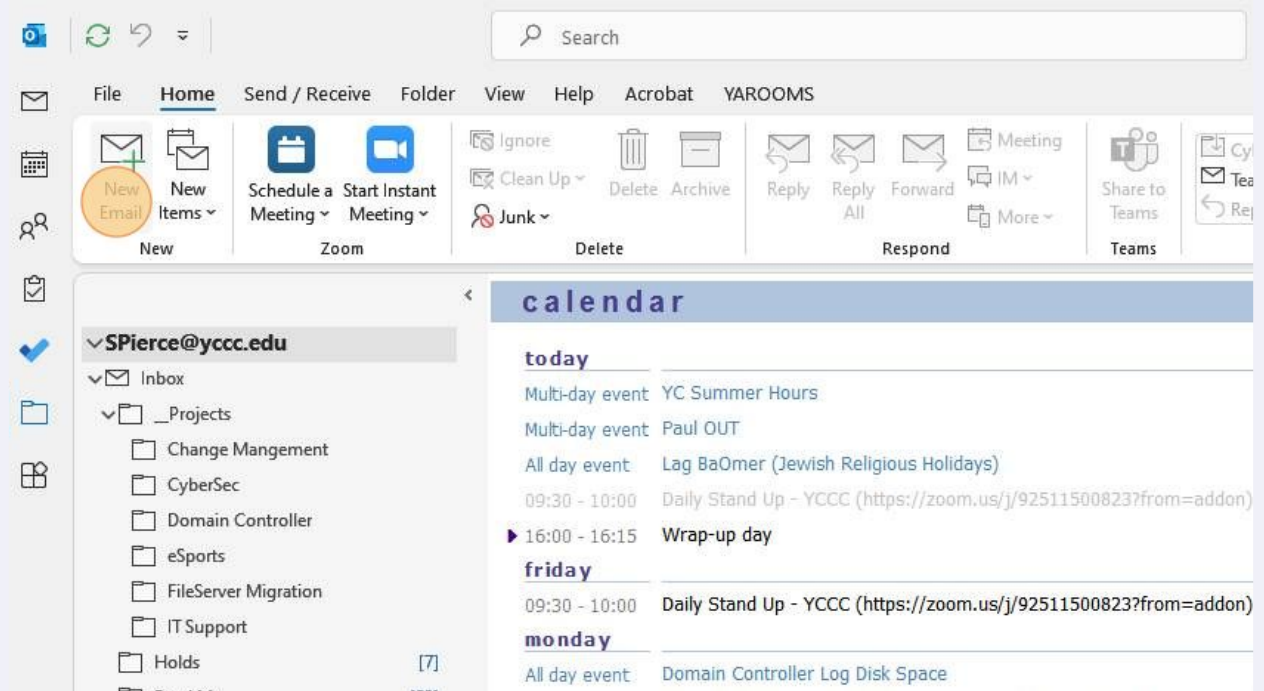 Search
File Home Send / Receive Folder View Help Acrobat YAROOMS
New Email
New Items
Schedule a Meeting
Start Instant Meeting
Ignore
Clean Up
Junk
Delete
Archive
Reply
Reply All
Forward
Meeting
IM
More
Share to Teams
New
Zoom
Delete
Respond
Teams
SPierce@yccc.edu
Inbox
__Projects
Change Mangement
CyberSec
Domain Controller
eSports
FileServer Migration
IT Support
Holds [7]
calendar
today
Multi-day event YC Summer Hours
Multi-day event Paul OUT
All day event Lag BaOmer (Jewish Religious Holidays)
09:30 - 10:00 Daily Stand Up - YCCC (https://zoom.us/j/92511500823?from=addon)
16:00 - 16:15 Wrap-up day
friday
09:30 - 10:00 Daily Stand Up - YCCC (https://zoom.us/j/92511500823?from=addon)
monday
All day event Domain Controller Log Disk Space